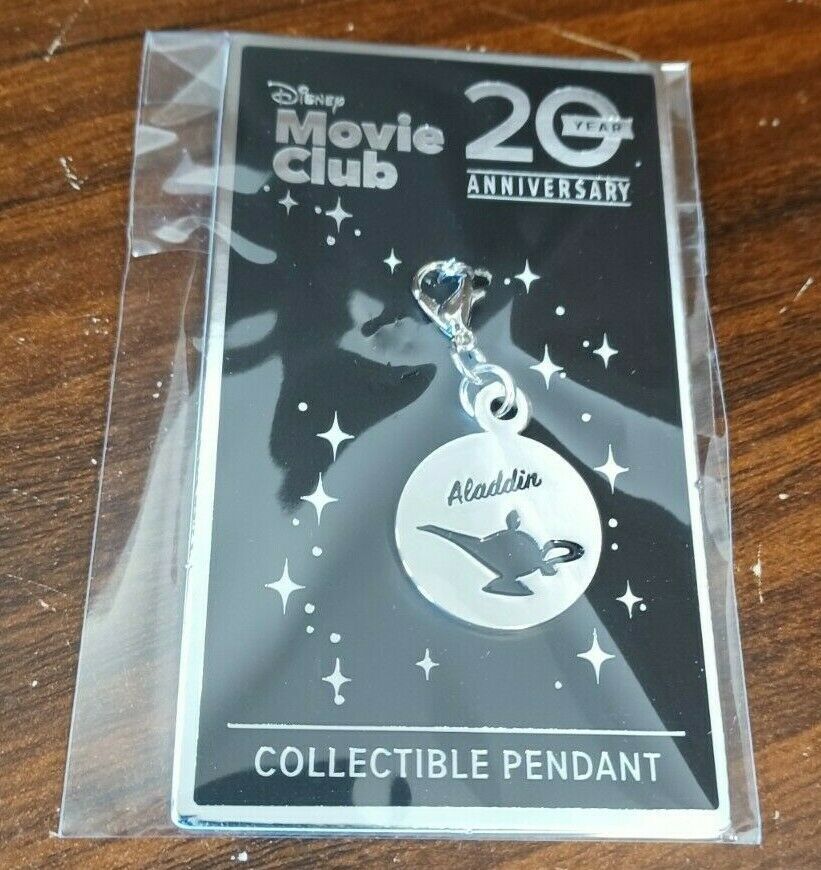 Disney
Movie
Club
20
YEAR
ANNIVERSARY
Aladdin
COLLECTIBLE PENDANT